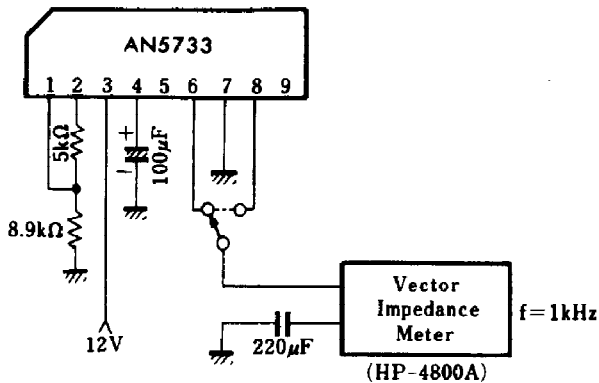 AN5733
1 2 3 4 5 6 7 8 9
5kΩ
+
−
100μF
8.9kΩ
12V
220μF
Vector
Impedance
Meter
f=1kHz
(HP-4800A)